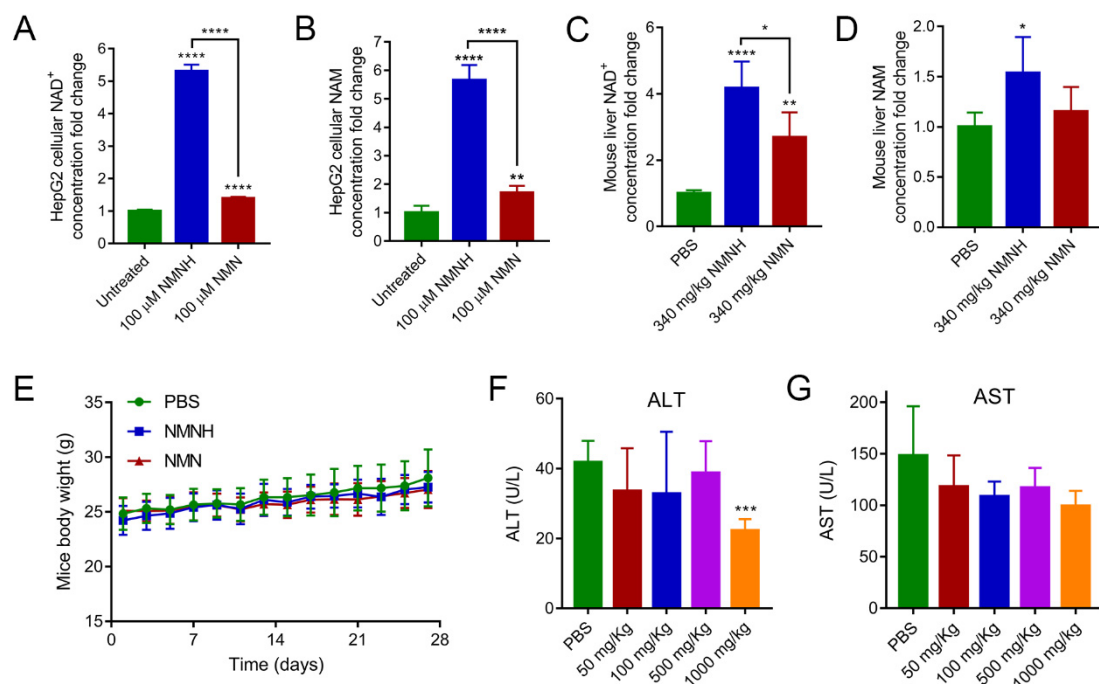 A
HepG2 cellular NAD+
concentration fold change
6
5
4
3
2
1
0
****
****
****
Untreated
100 µM NMNH
100 µM NMN
B
HepG2 cellular NAM
concentration fold change
7
6
5
4
3
2
1
0
****
****
**
Untreated
100 µM NMNH
100 µM NMN
C
Mouse liver NAD+
concentration fold change
6
4
2
0
****
*
**
PBS
340 mg/kg NMNH
340 mg/kg NMN
D
Mouse liver NAM
concentration fold change
2.0
1.5
1.0
0.5
0.0
*
PBS
340 mg/kg NMNH
340 mg/kg NMN
E
Mice body wight (g)
35
30
25
20
15
PBS
NMNH
NMN
0 7 14 21 28
Time (days)
F
ALT
ALT (U/L)
60
40
20
0
***
PBS
50 mg/Kg
100 mg/Kg
500 mg/Kg
1000 mg/kg
G
AST
AST (U/L)
200
150
100
50
0
PBS
50 mg/Kg
100 mg/Kg
500 mg/Kg
1000 mg/Kg